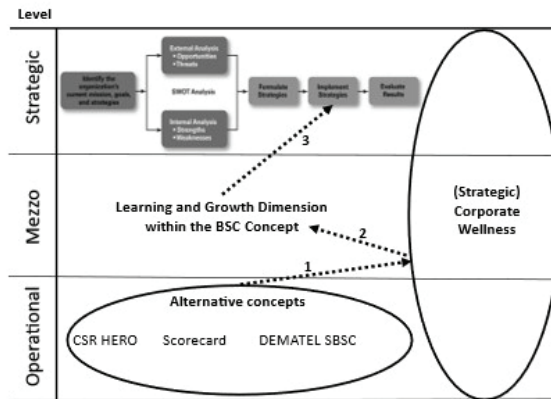 Level
Strategic
External Analysis
• Opportunities
• Threats
Identify the
organization's
current mission, goals,
and strategies
SWOT Analysis
Formulate
Strategies
Implement
Strategies
Evaluate
Results
Internal Analysis
• Strengths
• Weaknesses
3
Mezzo
Learning and Growth Dimension
within the BSC Concept
(Strategic)
Corporate
Wellness
2
1
Operational
Alternative concepts
CSR HERO Scorecard DEMATEL SBSC